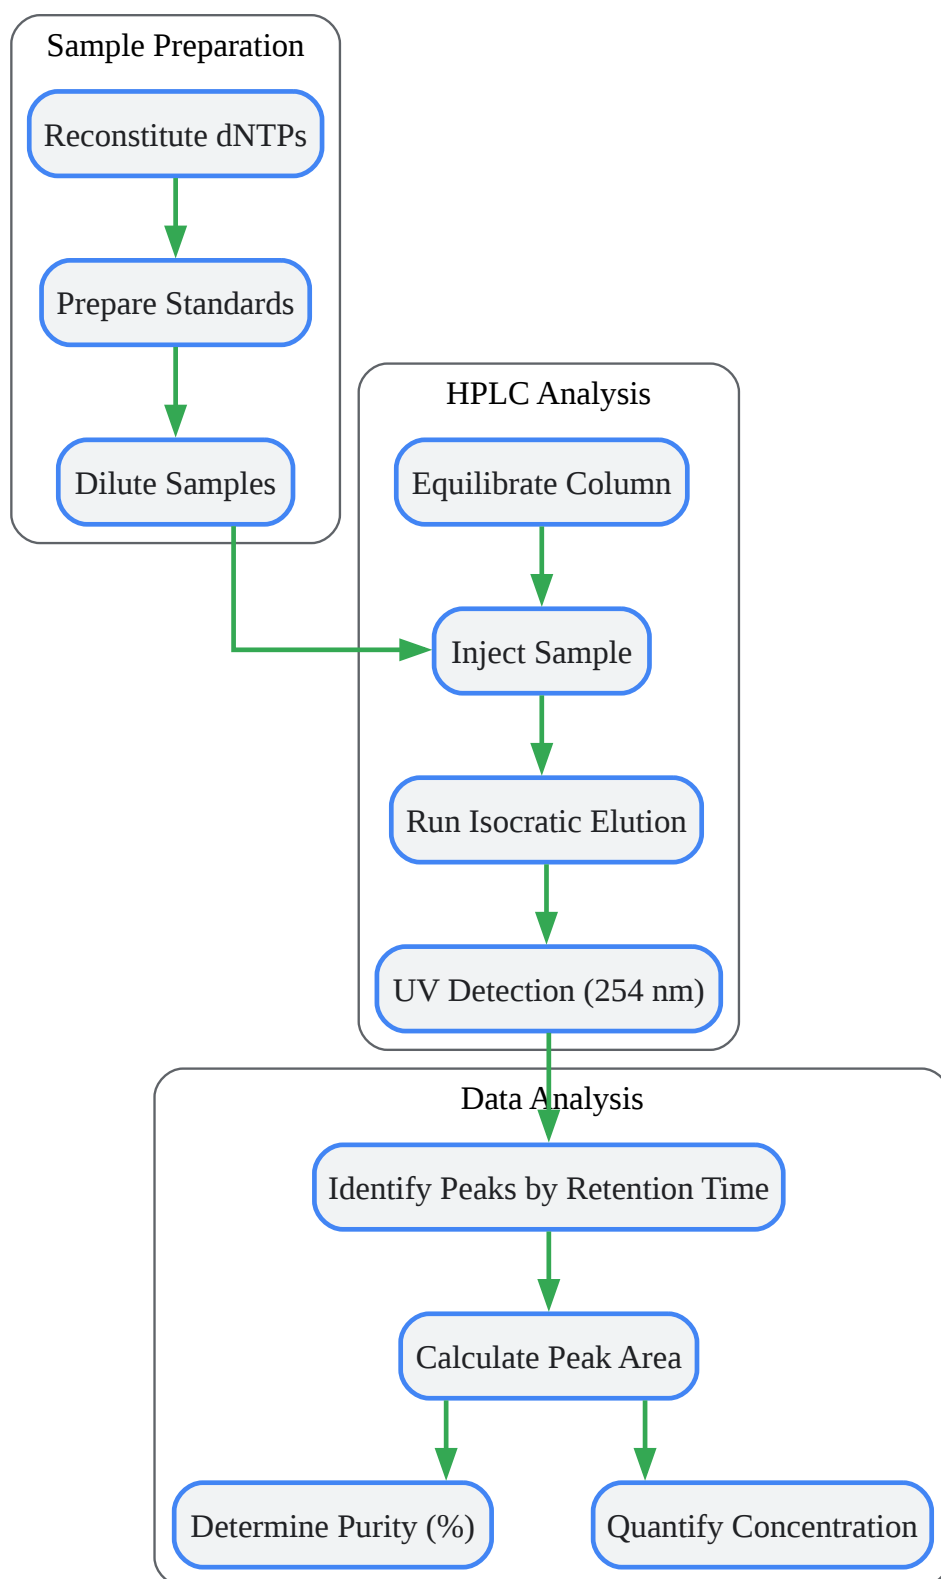 Sample Preparation
Reconstitute dNTPs
Prepare Standards
Dilute Samples
HPLC Analysis
Equilibrate Column
Inject Sample
Run Isocratic Elution
UV Detection (254 nm)
Data Analysis
Identify Peaks by Retention Time
Calculate Peak Area
Determine Purity (%)
Quantify Concentration